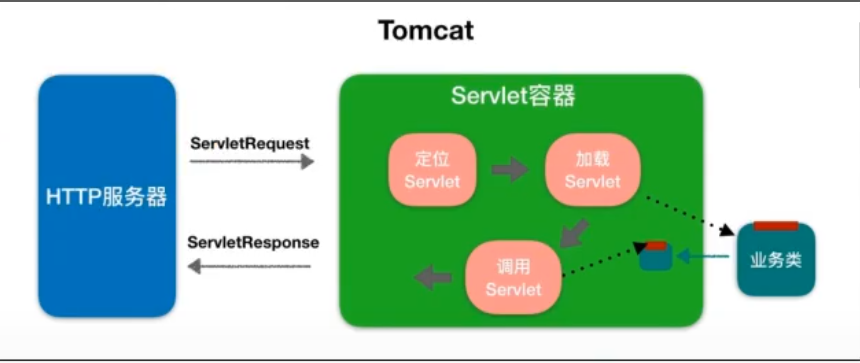 Tomcat
Servlet容器
ServletRequest
定位
Servlet
加载
Servlet
HTTP服务器
ServletResponse
调用
Servlet
业务类